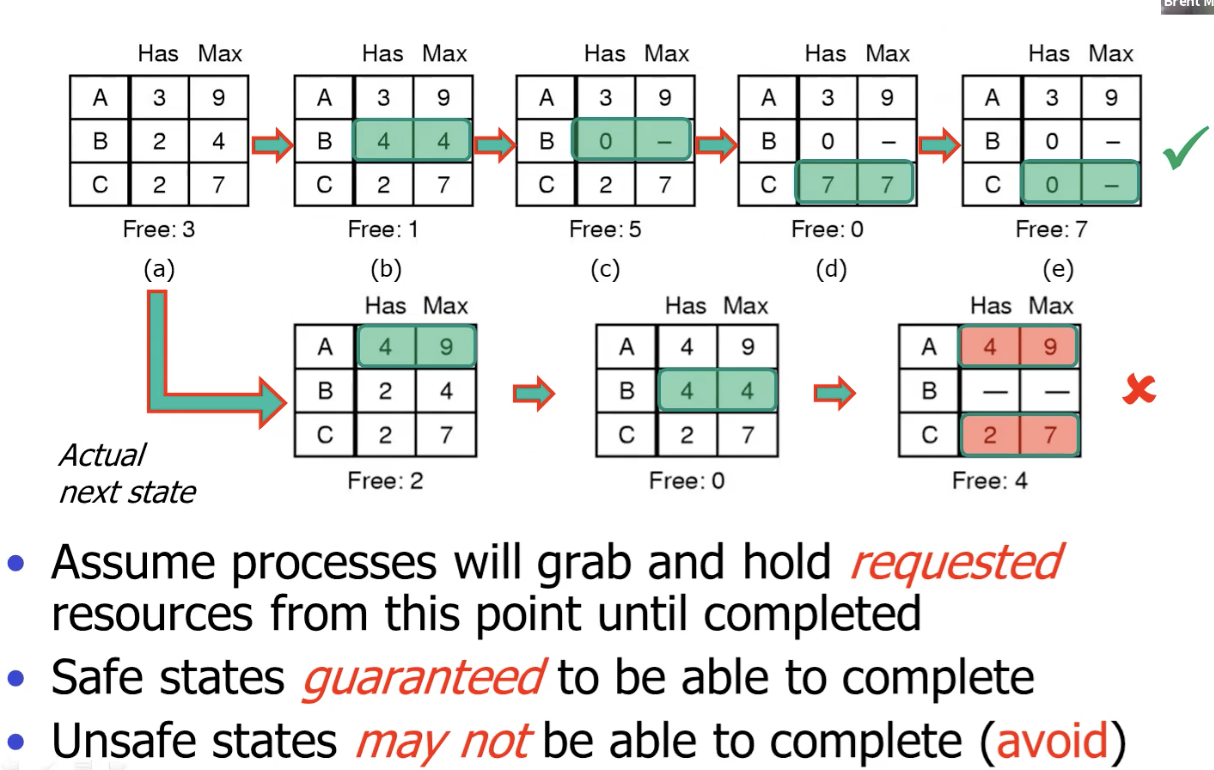 Brent M
Has Max Has Max Has Max Has Max Has Max
A 3 9 A 3 9 A 3 9 A 3 9 A 3 9
B 2 4 B 4 4 B 0 – B 0 – B 0 –
C 2 7 C 2 7 C 2 7 C 7 7 C 0 –
Free: 3 Free: 1 Free: 5 Free: 0 Free: 7
(a) (b) (c) (d) (e)
Has Max Has Max Has Max
A 4 9 A 4 9 A 4 9
B 2 4 B 4 4 B — —
C 2 7 C 2 7 C 2 7
Free: 2 Free: 0 Free: 4
Actual
next state
• Assume processes will grab and hold requested
resources from this point until completed
• Safe states guaranteed to be able to complete
• Unsafe states may not be able to complete (avoid)